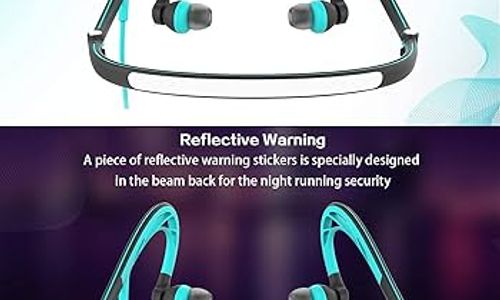 Reflective Warning
A piece of reflective warning stickers is specially designed
in the beam back for the night running security